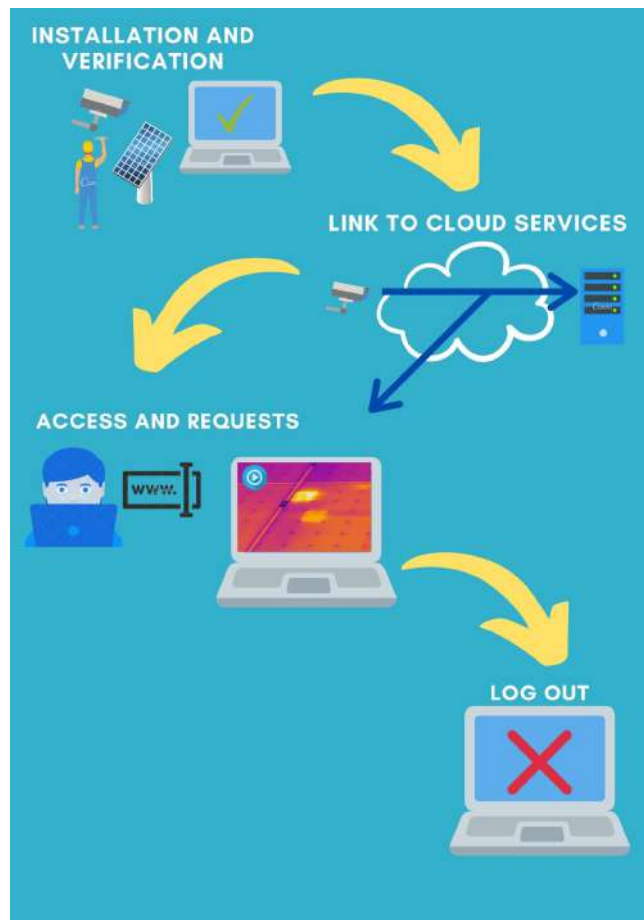 INSTALLATION AND
VERIFICATION
LINK TO CLOUD SERVICES
ACCESS AND REQUESTS
www.
LOG OUT